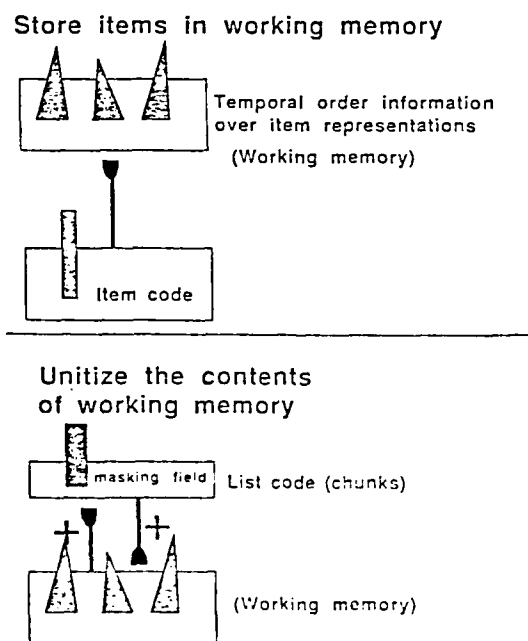 Store items in working memory
Temporal order information
over item representations
(Working memory)
Item code
Unitize the contents
of working memory
masking field
List code (chunks)
+
+
(Working memory)